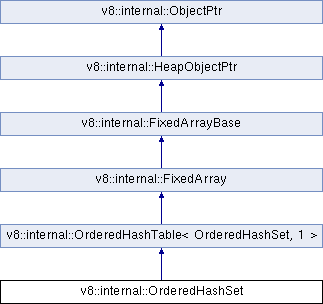 v8::internal::ObjectPtr
v8::internal::HeapObjectPtr
v8::internal::FixedArrayBase
v8::internal::FixedArray
v8::internal::OrderedHashTable< OrderedHashSet, 1 >
v8::internal::OrderedHashSet